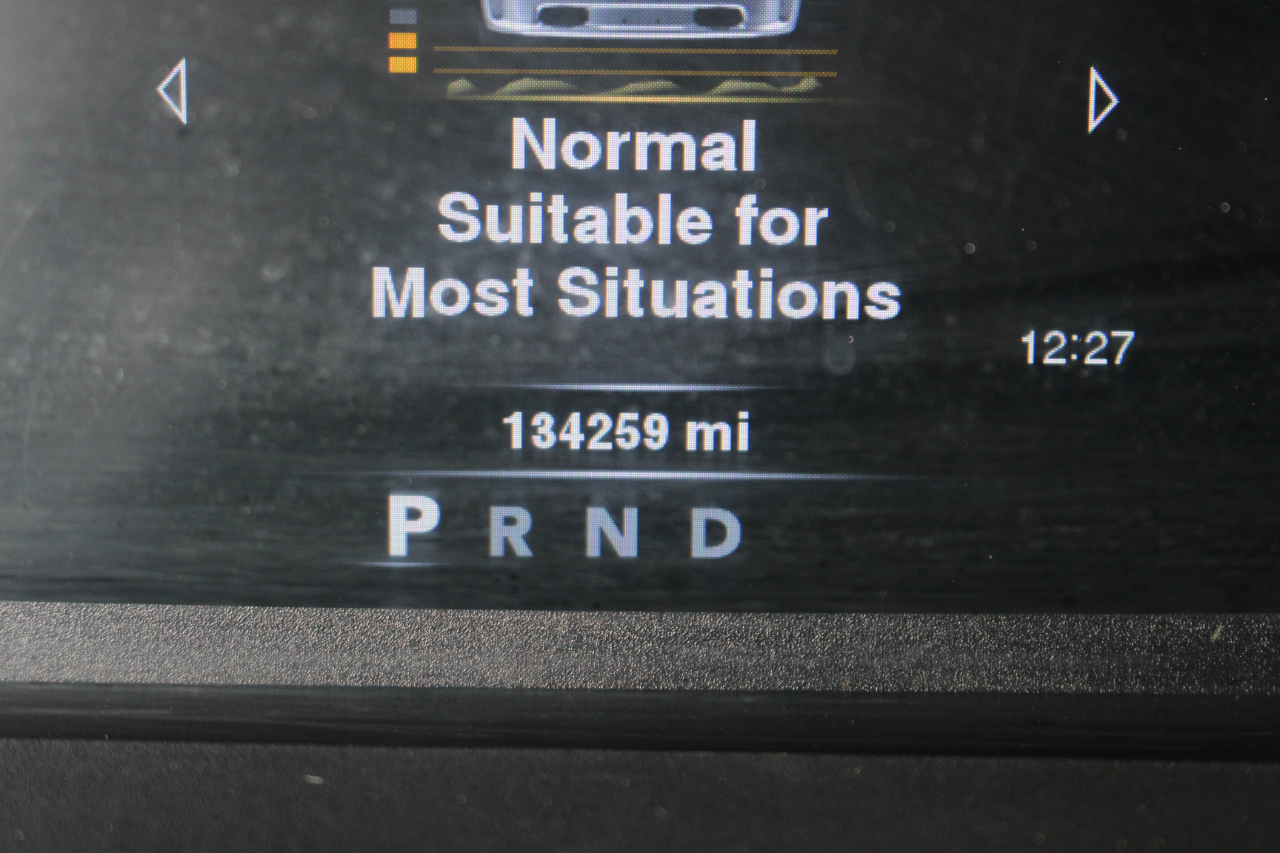 Normal
Suitable for
Most Situations
12:27
134259 mi
P R N D